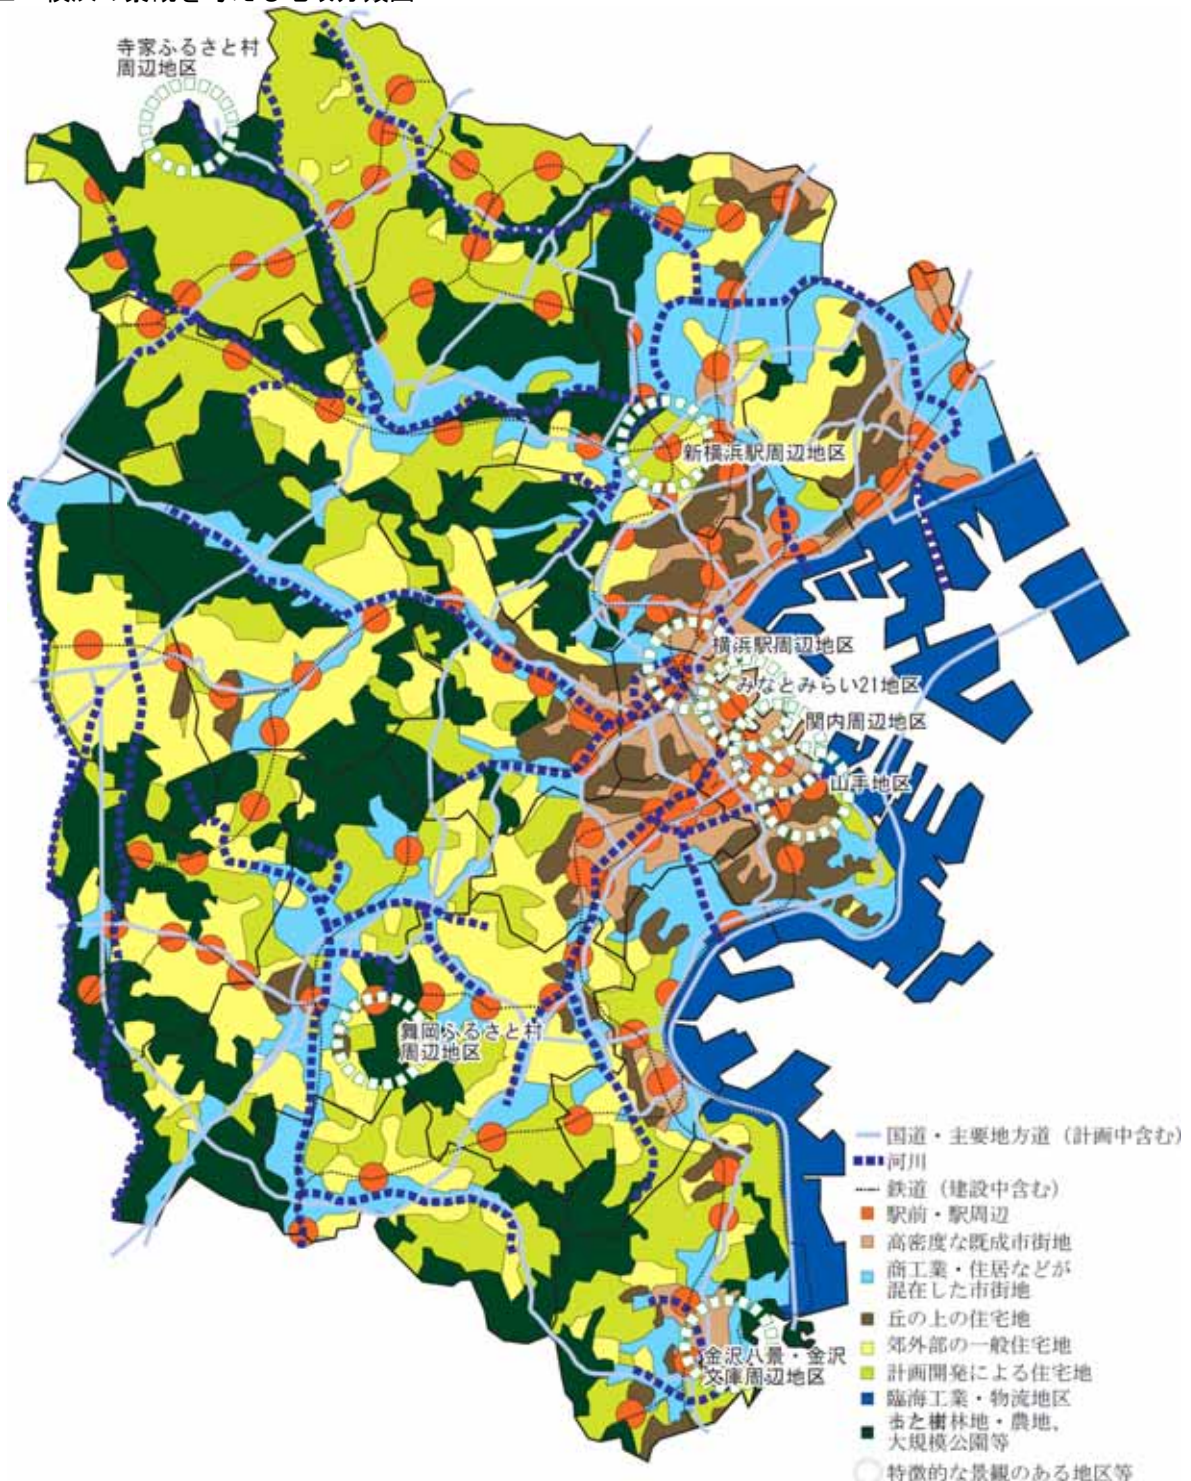 寺家ふるさと村
周辺地区
新横浜駅周辺地区
横浜駅周辺地区
みなとみらい21地区
関内周辺地区
山手地区
舞岡ふるさと村
周辺地区
金沢八景・金沢
文庫周辺地区
国道・主要地方道（計画中含む）
河川
鉄道（建設中含む）
駅前・駅周辺
高密度な既成市街地
商工業・住居などが
混在した市街地
丘の上の住宅地
郊外部の一般住宅地
計画開発による住宅地
臨海工業・物流地区
樹林地・農地、
大規模公園等
特徴的な景観のある地区等